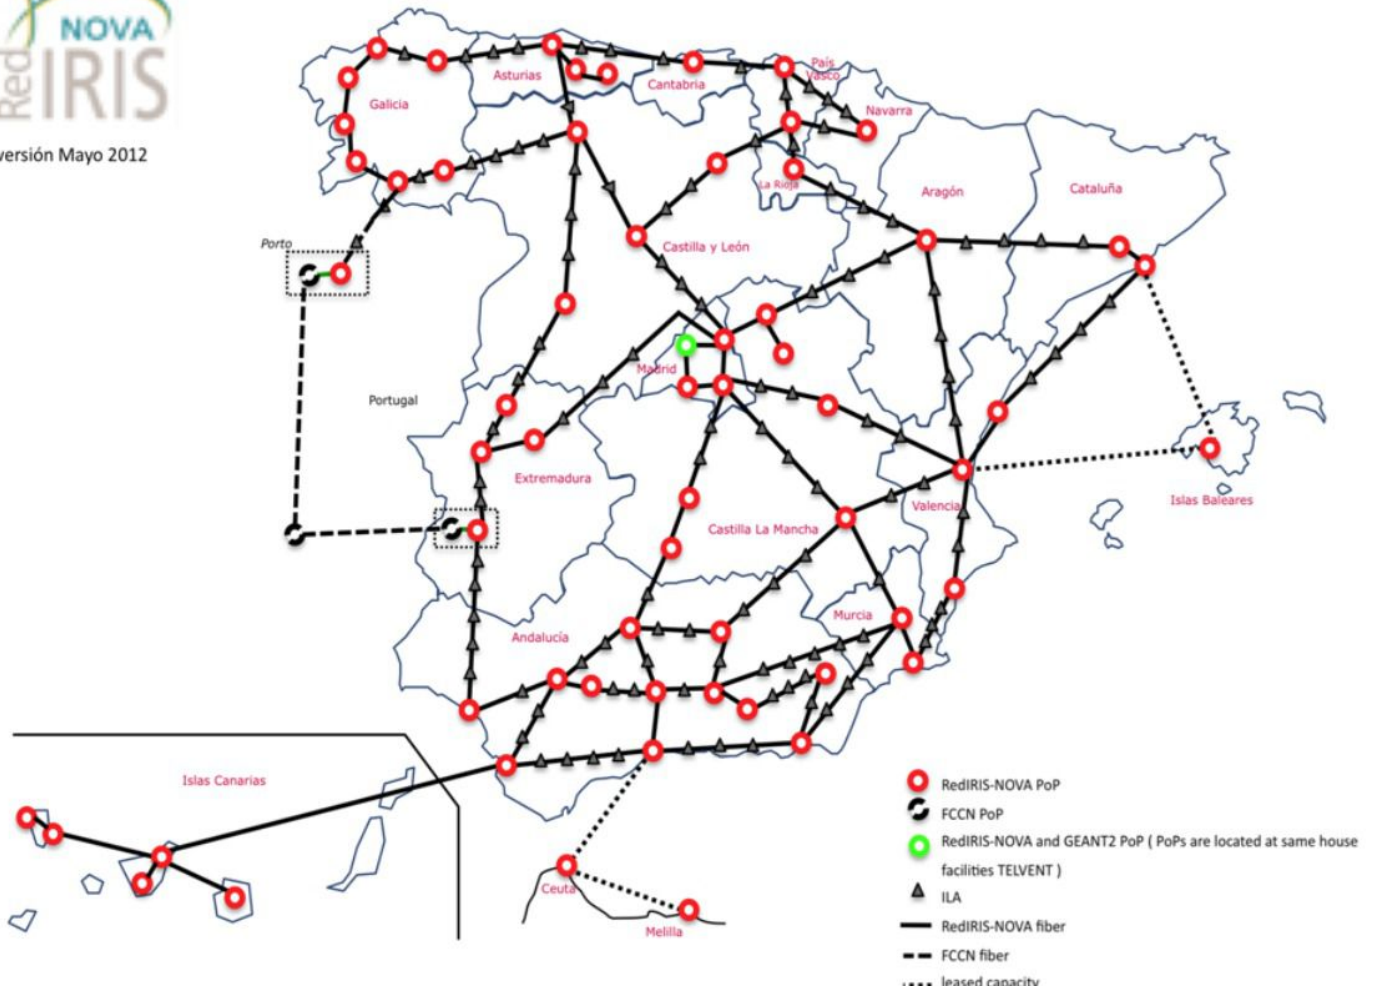 NOVA
RedIRIS
versión Mayo 2012
Asturias
Cantabria
País
Vasco
Navarra
Galicia
La Rioja
Aragón
Cataluña
Porto
Castilla y León
Madrid
Portugal
Extremadura
Castilla La Mancha
Valencia
Islas Baleares
Murcia
Andalucía
Islas Canarias
Ceuta
Melilla
RedIRIS-NOVA PoP
FCCN PoP
RedIRIS-NOVA and GEANT2 PoP ( PoPs are located at same house
facilities TELVENT )
ILA
RedIRIS-NOVA fiber
FCCN fiber
leased capacity